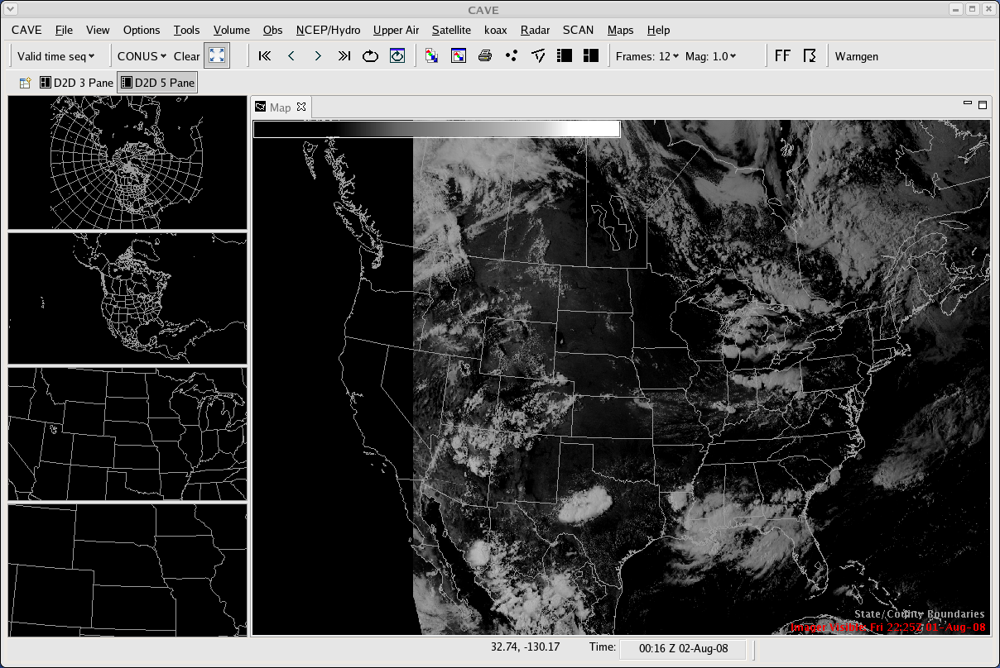 CAVE
CAVE File View Options Tools Volume Obs NCEP/Hydro Upper Air Satellite koax Radar SCAN Maps Help
Valid time seq CONUS Clear Frames: 12 Mag: 1.0 FF Warngen
D2D 3 Pane D2D 5 Pane
Map
State/County Boundaries
Imager Visible Fri 22:25Z 01-Aug-08
32.74, -130.17 Time: 00:16 Z 02-Aug-08